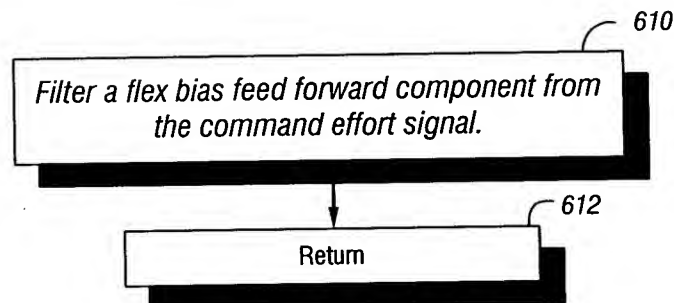 610
Filter a flex bias feed forward component from
the command effort signal.
612
Return